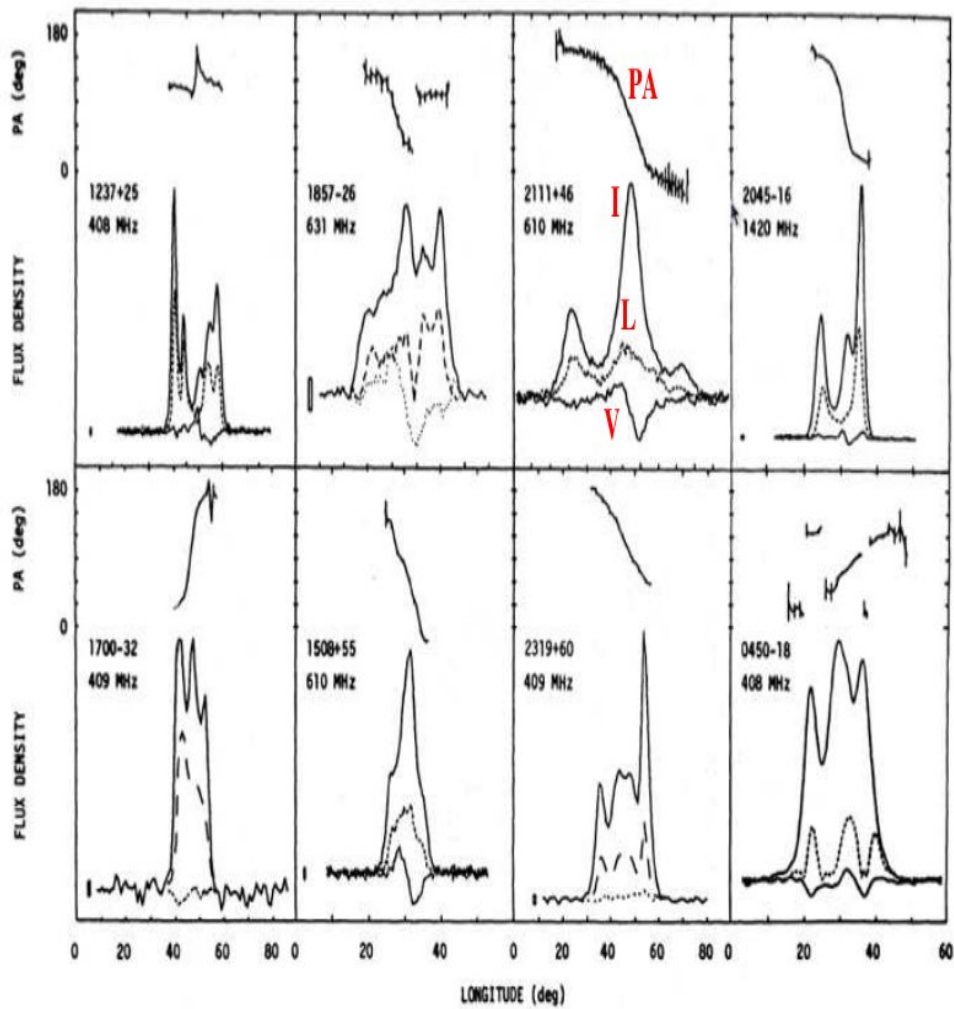 180
PA (deg)
0
FLUX DENSITY
1237+25
408 MHz
1857-26
631 MHz
2111+46
610 MHz
2045-16
1420 MHz
PA
I
L
V
180
PA (deg)
0
FLUX DENSITY
1700-32
409 MHz
1508+55
610 MHz
2319+60
409 MHz
0450-18
408 MHz
0 20 40 60 80 0 20 40 60 0 20 40 60 80 0 20 40 60
LONGITUDE (deg)